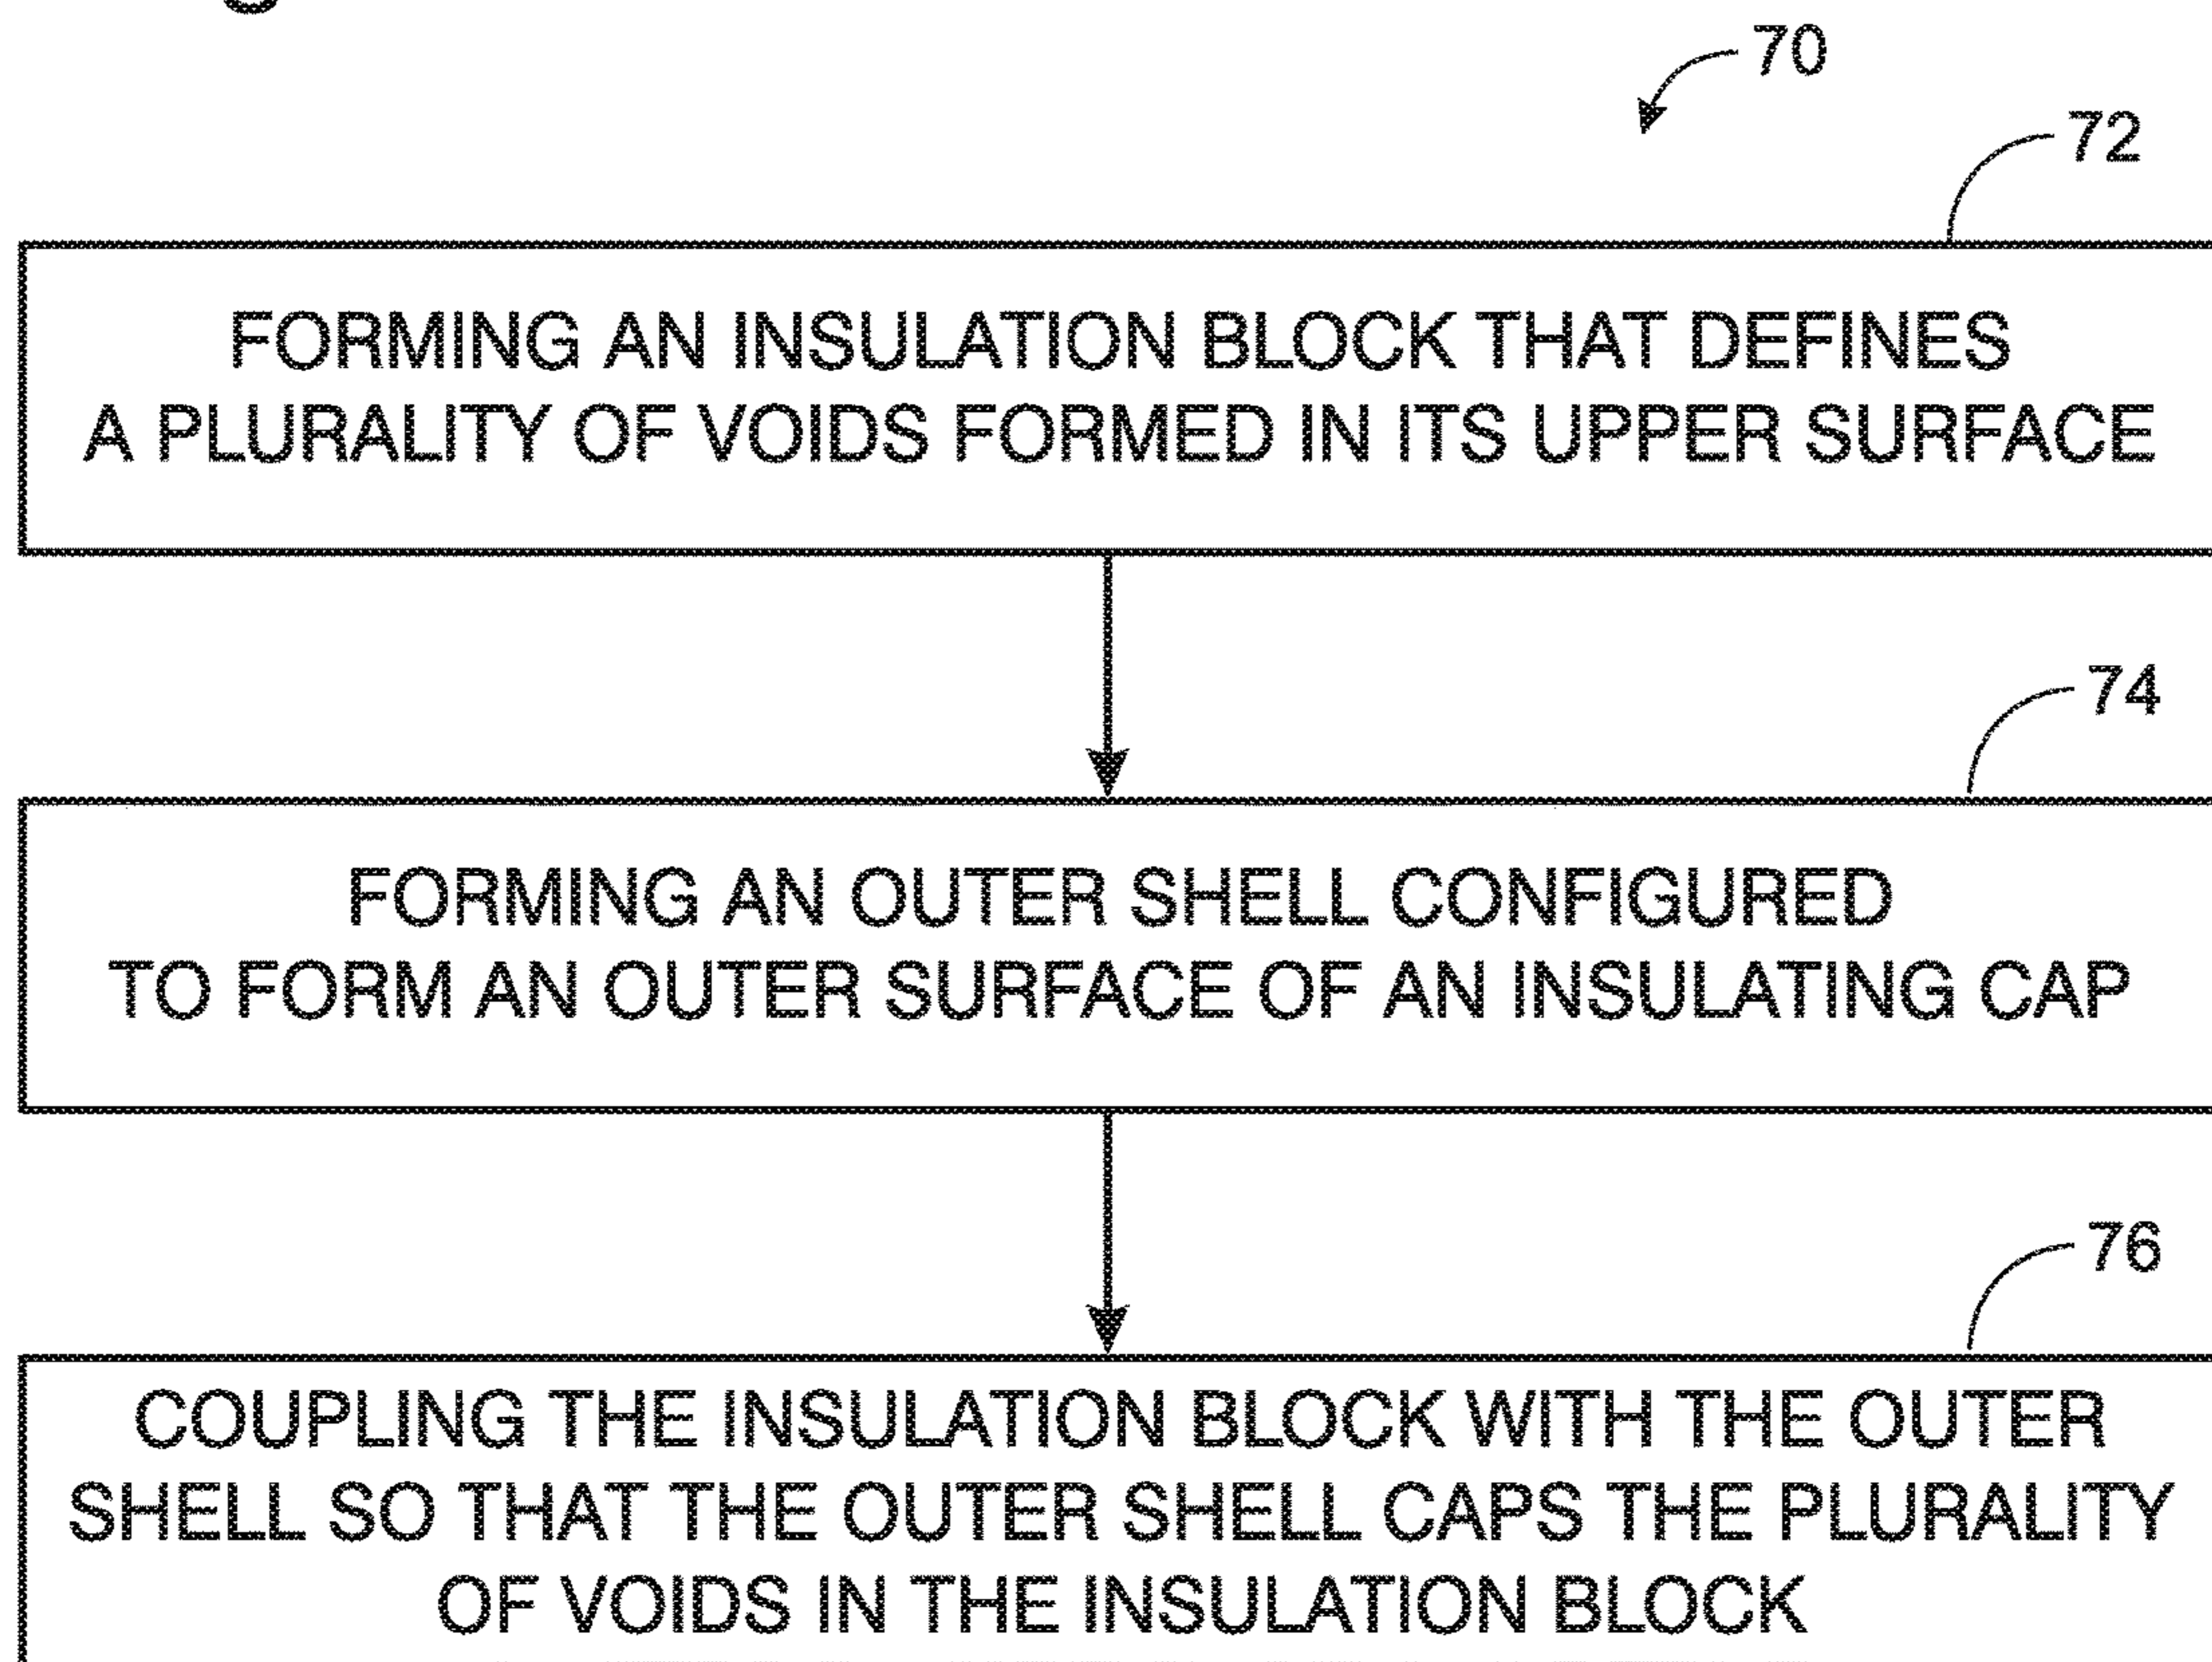 70
72
FORMING AN INSULATION BLOCK THAT DEFINES
A PLURALITY OF VOIDS FORMED IN ITS UPPER SURFACE
74
FORMING AN OUTER SHELL CONFIGURED
TO FORM AN OUTER SURFACE OF AN INSULATING CAP
76
COUPLING THE INSULATION BLOCK WITH THE OUTER
SHELL SO THAT THE OUTER SHELL CAPS THE PLURALITY
OF VOIDS IN THE INSULATION BLOCK